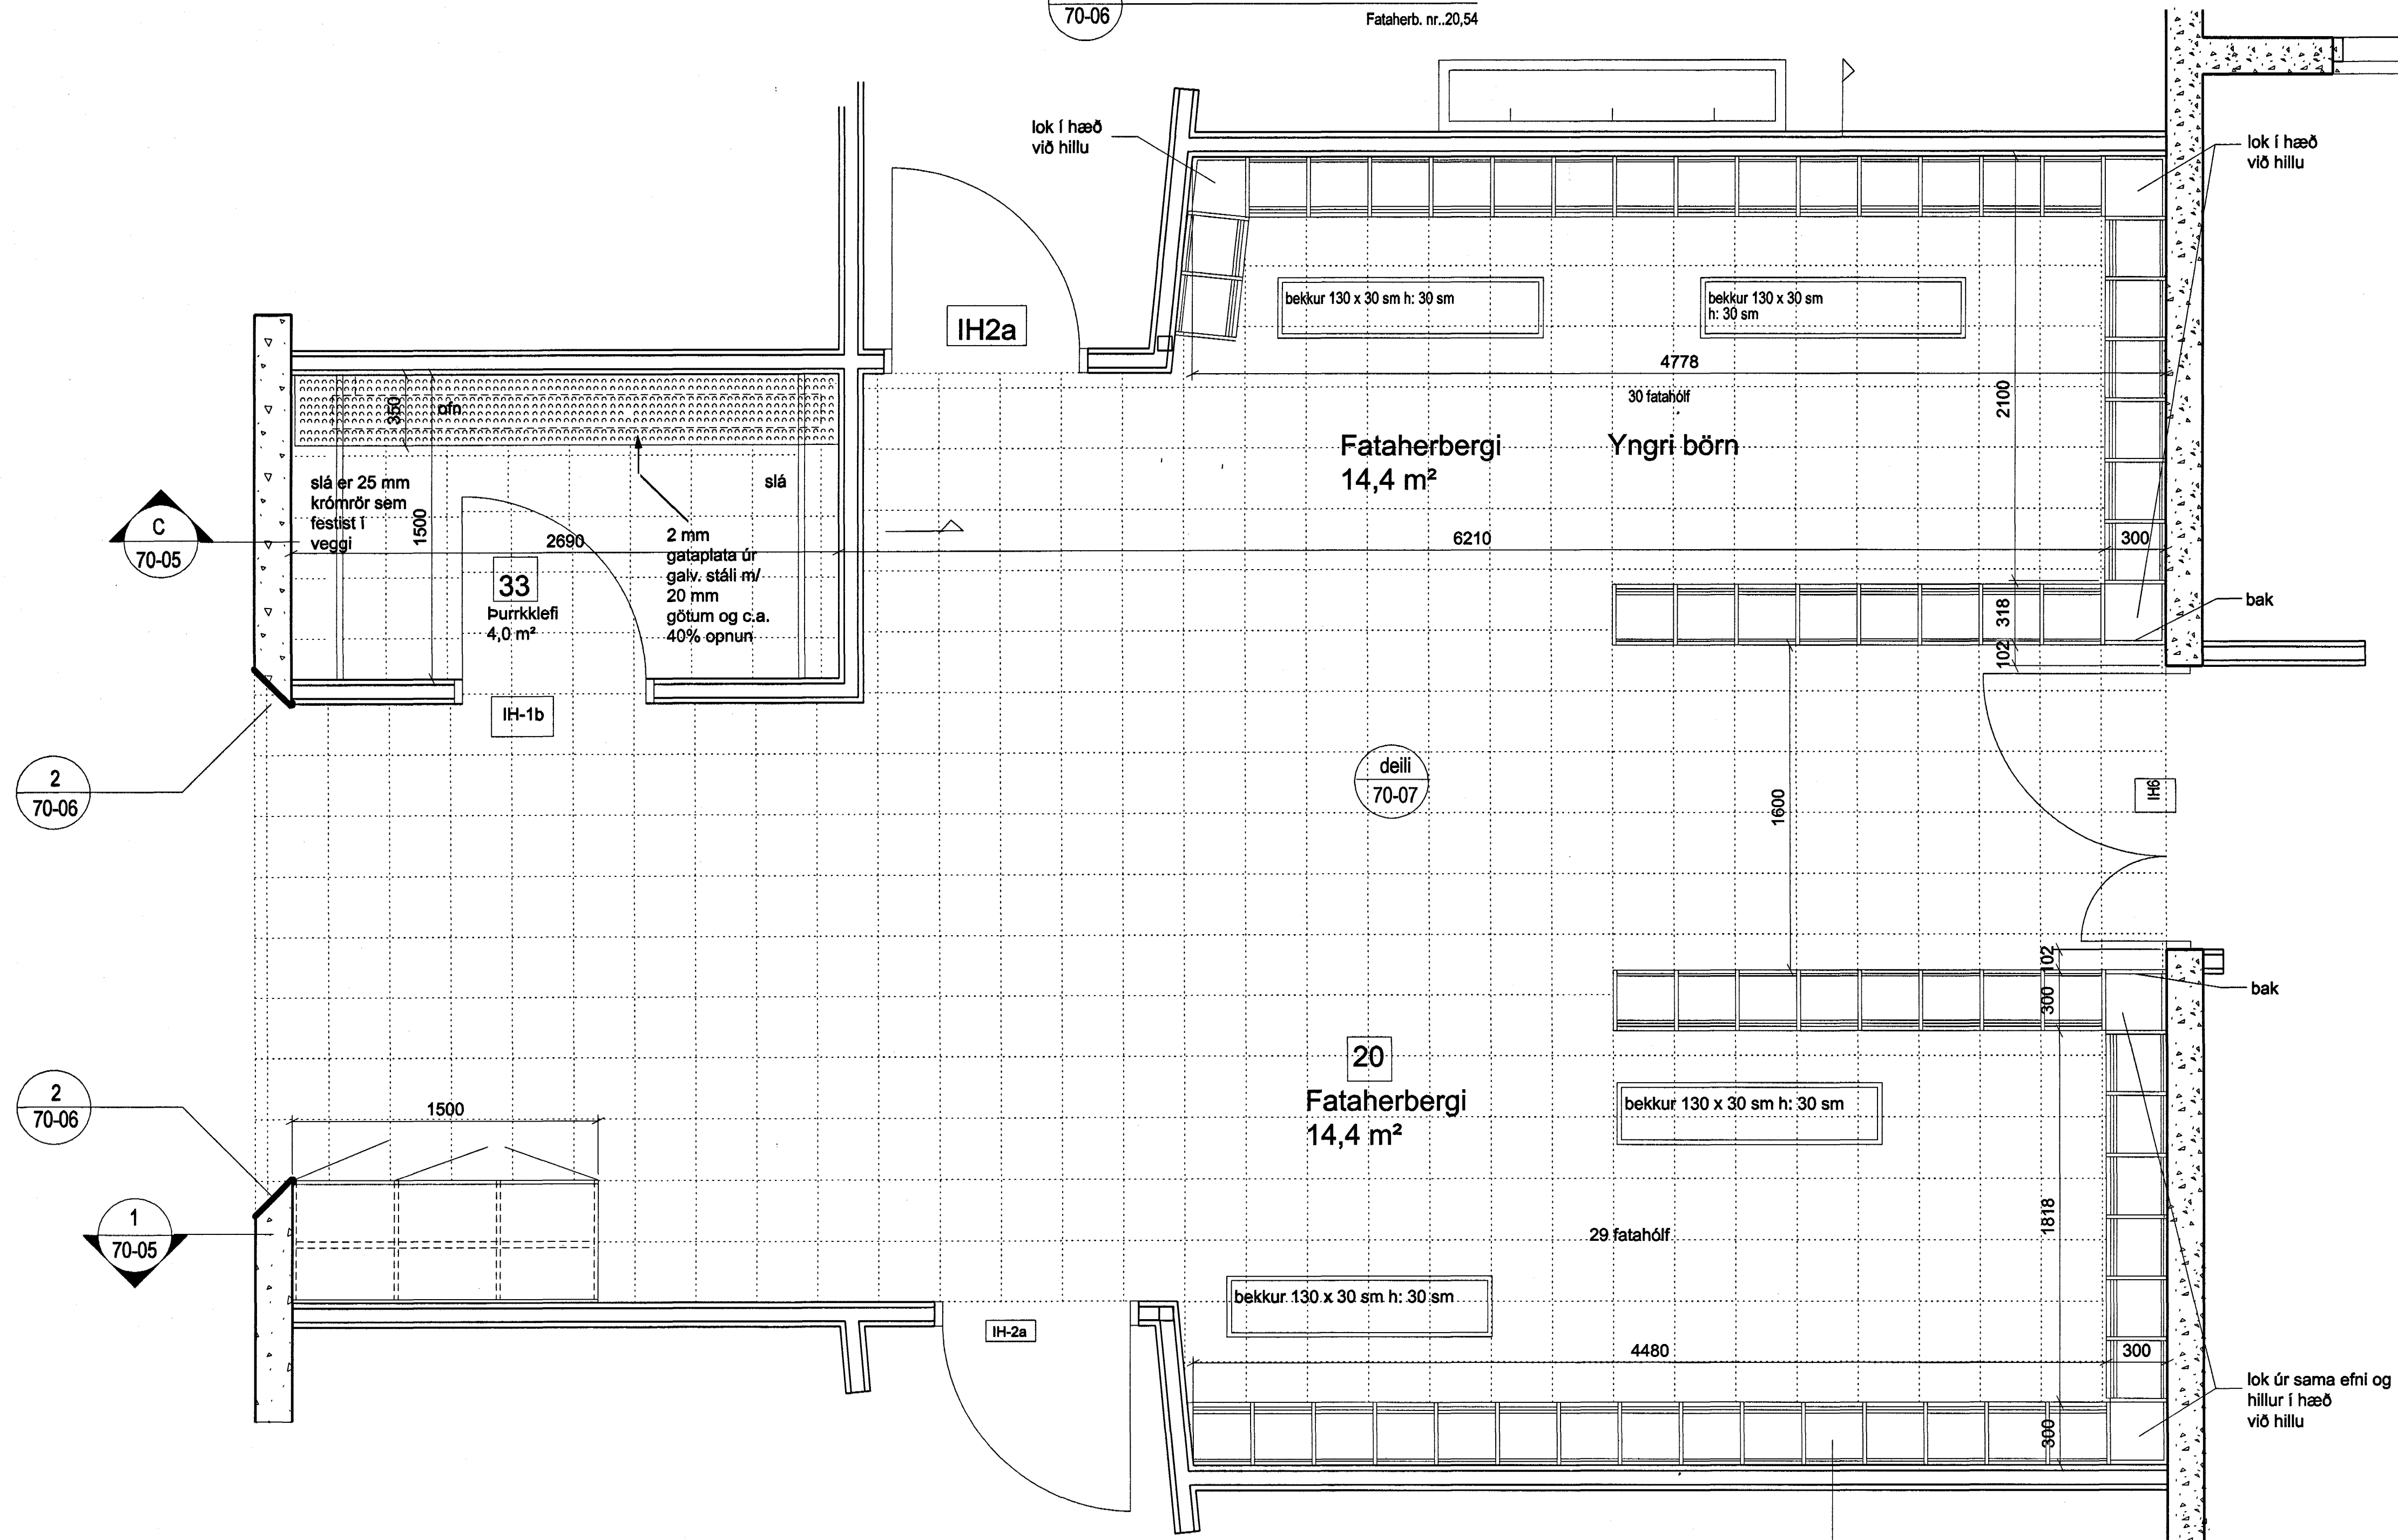 70-06
Fataherb. nr..20,54
lok í hæð
við hillu
lok í hæð
við hillu
IH2a
bekkur 130 x 30 sm h: 30 sm
bekkur 130 x 30 sm
h: 30 sm
4778
30 fatahólf
2100
350
ofn
Fataherbergi
14,4 m²
Yngri börn
slá er 25 mm
krómrör sem
festist í
veggi
1500
slá
C
70-05
2690
2 mm
gataplata úr
galv. stáli m/
20 mm
götum og c.a.
40% opnun
6210
300
33
Þurrkklefi
4,0 m²
318
bak
102
IH-1b
2
70-06
deili
70-07
1600
IH6
102
300
bak
20
Fataherbergi
14,4 m²
bekkur 130 x 30 sm h: 30 sm
2
70-06
1500
1
70-05
1818
29 fatahólf
bekkur 130 x 30 sm h: 30 sm
IH-2a
4480
300
lok úr sama efni og
hillur í hæð
við hillu
300